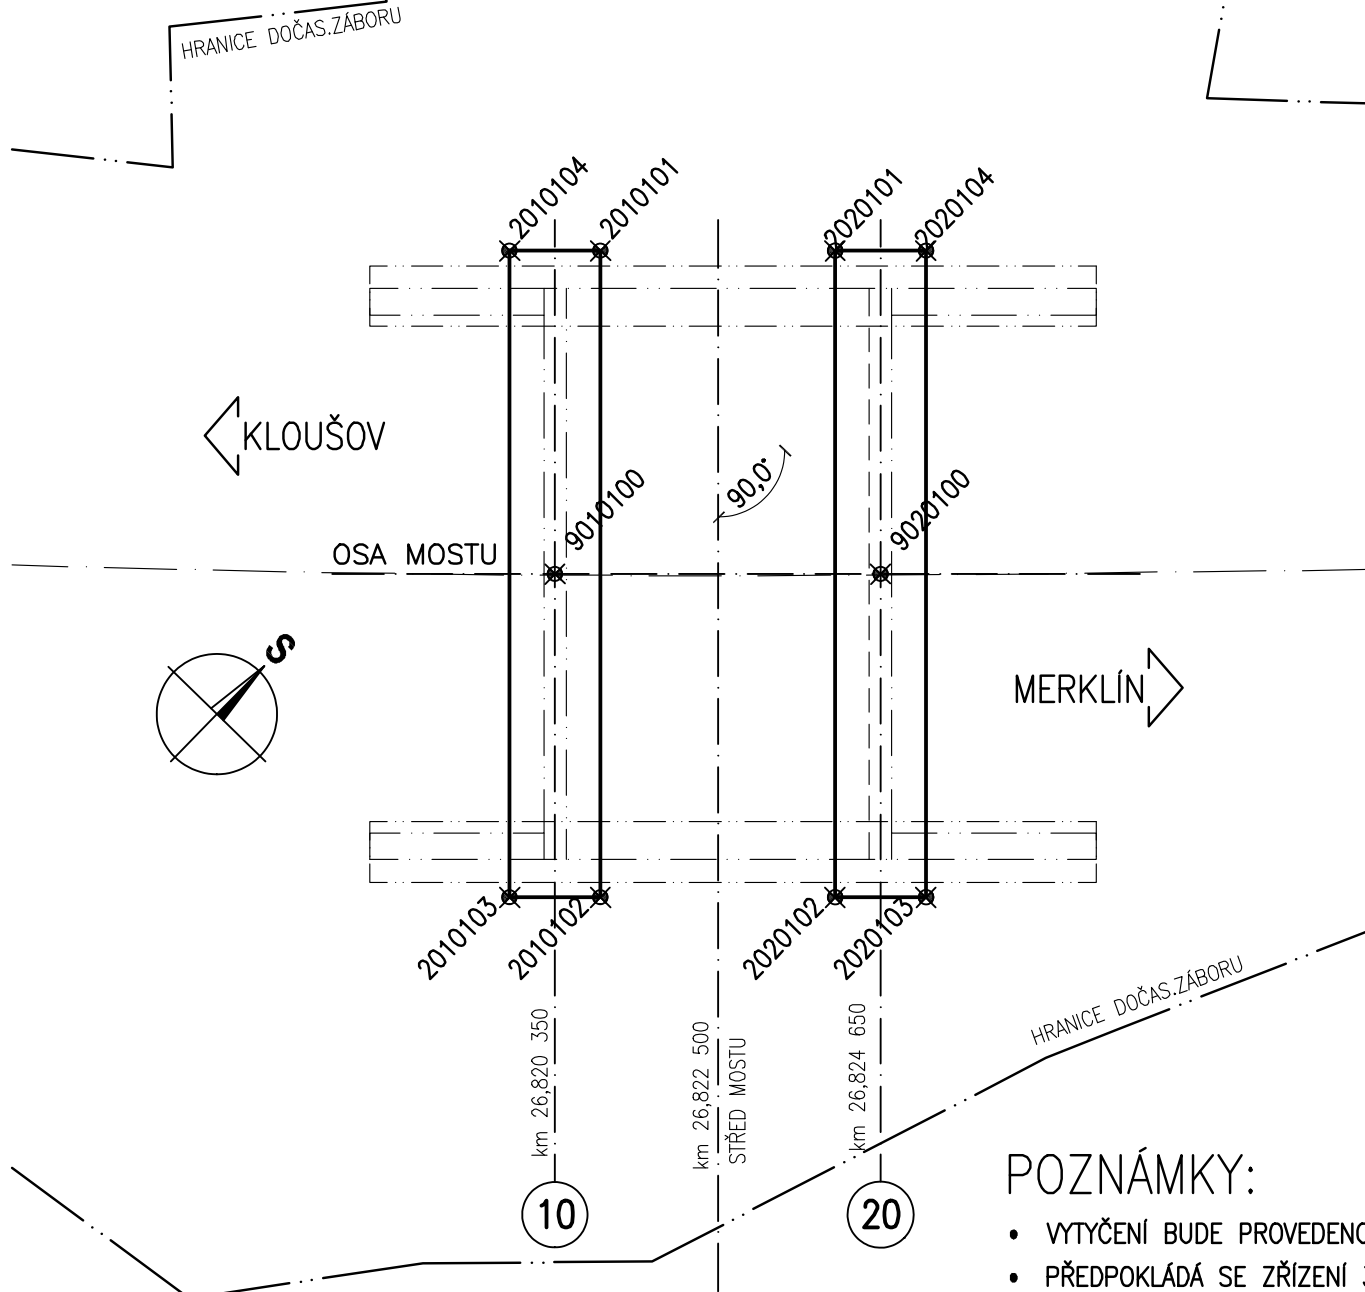 HRANICE DOČAS.ZÁBORU
2010104
2010101
2020101
2020104
KLOUŠOV
90,0°
9010100
9020100
OSA MOSTU
S
MERKLÍN
2010103
2010102
2020102
2020103
HRANICE DOČAS.ZÁBORU
km 26,820 350
km 26,822 500
STŘED MOSTU
km 26,824 650
10
20
POZNÁMKY:
• VYTYČENÍ BUDE PROVEDENO
• PŘEDPOKLÁDÁ SE ZŘÍZENÍ